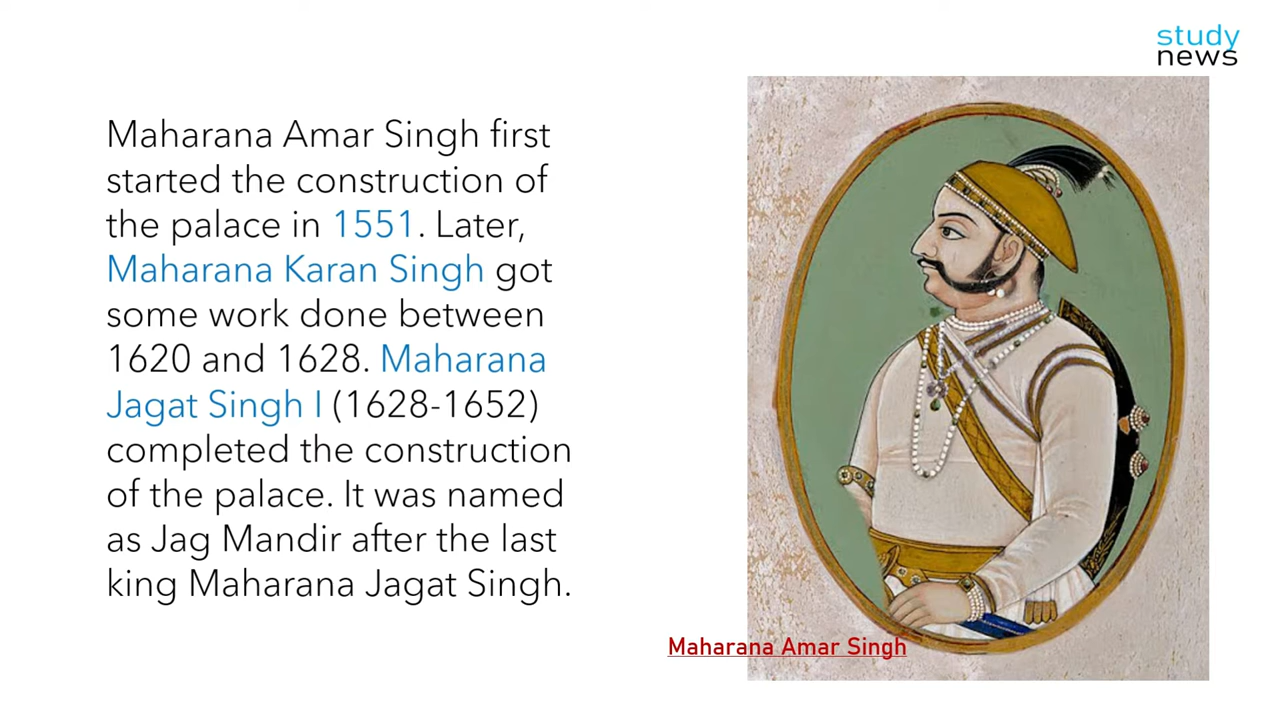 study
news
Maharana Amar Singh first
started the construction of
the palace in 1551. Later,
Maharana Karan Singh got
some work done between
1620 and 1628. Maharana
Jagat Singh I (1628-1652)
completed the construction
of the palace. It was named
as Jag Mandir after the last
king Maharana Jagat Singh.
Maharana Amar Singh